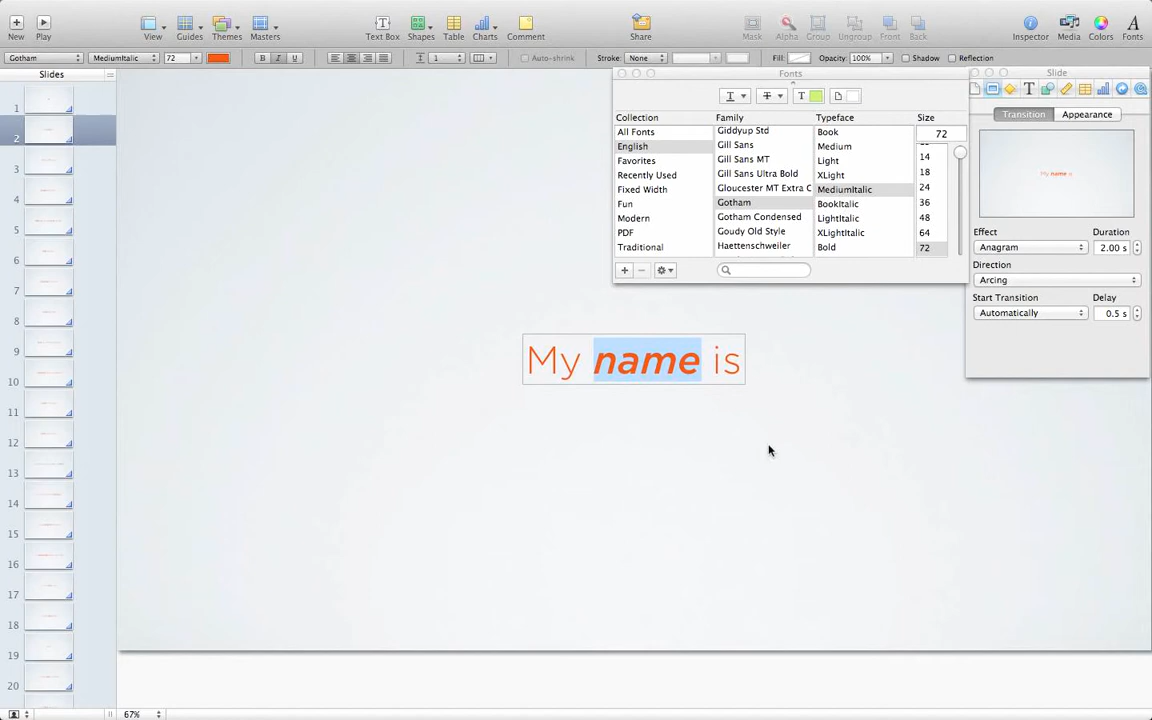 New Play View Guides Themes Masters Text Box Shapes Table Charts Comment Share Mask Alpha Group Ungroup Front Back Inspector Media Colors Fonts
Gotham MediumItalic 72 B I U 1 Auto-shrink Stroke: None Fill: Opacity: 100% Shadow Reflection
Slides
1
2
3
4
5
6
7
8
9
10
11
12
13
14
15
16
17
18
19
20
Fonts
T T T
Collection Family Typeface Size
All Fonts
English
Favorites
Recently Used
Fixed Width
Fun
Modern
PDF
Traditional
Giddyup Std
Gill Sans
Gill Sans MT
Gill Sans Ultra Bold
Gloucester MT Extra C
Gotham
Gotham Condensed
Goudy Old Style
Haettenschweiler
Book
Medium
Light
XLight
MediumItalic
BookItalic
LightItalic
XLightItalic
Bold
72
14
18
24
36
48
64
72
Slide
Transition Appearance
My name is
Effect Duration
Anagram 2.00 s
Direction
Arcing
Start Transition Delay
Automatically 0.5 s
My name is
67%